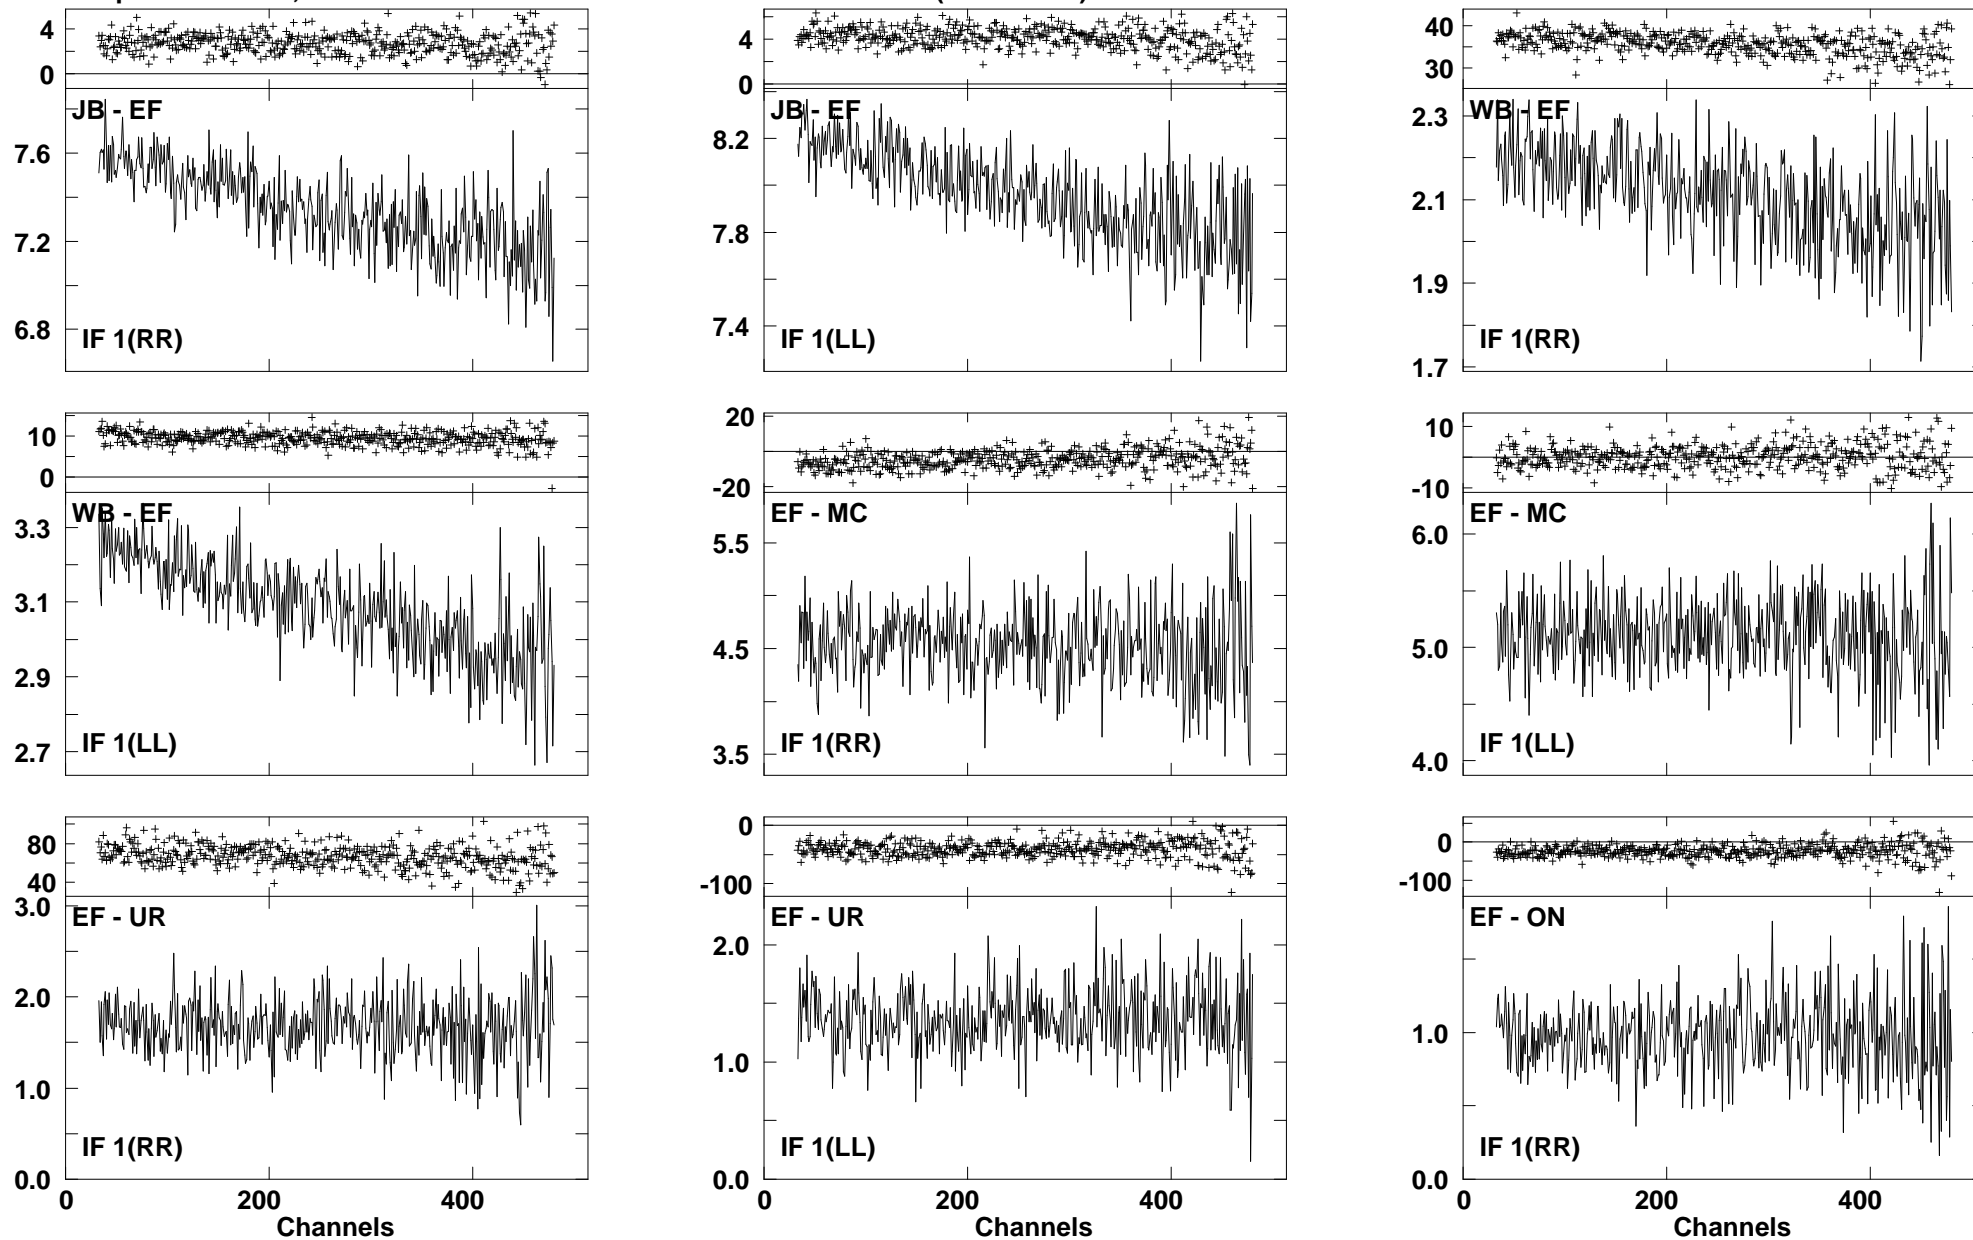 4
0
JB - EF
7.6
7.2
6.8
IF 1(RR)
4
0
JB - EF
8.2
7.8
7.4
IF 1(LL)
40
30
WB - EF
2.3
2.1
1.9
1.7
IF 1(RR)
10
0
WB - EF
3.3
3.1
2.9
2.7
IF 1(LL)
20
-20
EF - MC
5.5
4.5
3.5
IF 1(RR)
10
-10
EF - MC
6.0
5.0
4.0
IF 1(LL)
80
40
EF - UR
3.0
2.0
1.0
0.0
IF 1(RR)
0 200 400
Channels
0
-100
EF - UR
2.0
1.0
0.0
IF 1(LL)
0 200 400
Channels
0
-100
EF - ON
1.0
0.0
IF 1(RR)
0 200 400
Channels